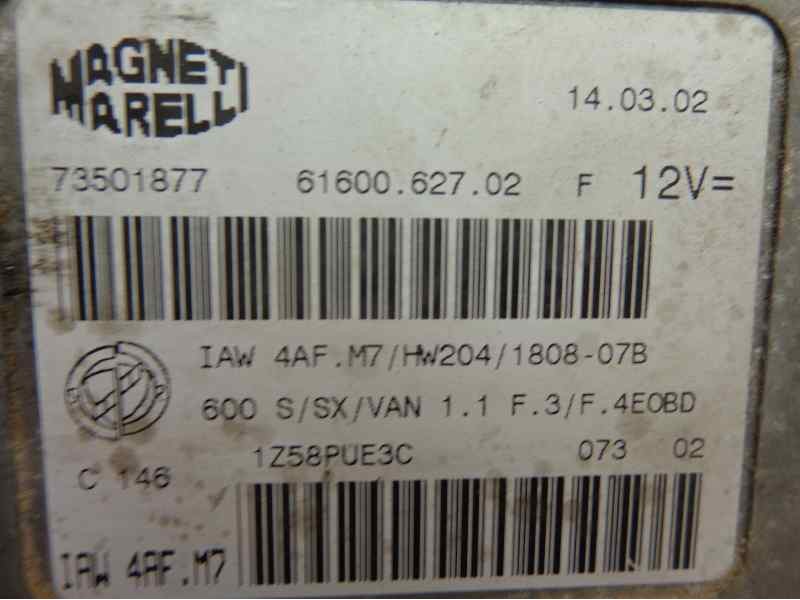 MAGNETI
MARELLI
14.03.02
73501877 61600.627.02 F 12V=
IAW 4AF.M7/HW204/1808-07B
600 S/SX/VAN 1.1 F.3/F.4EOBD
1Z58PUE3C 073 02
C 146
IAW 4AF.M7